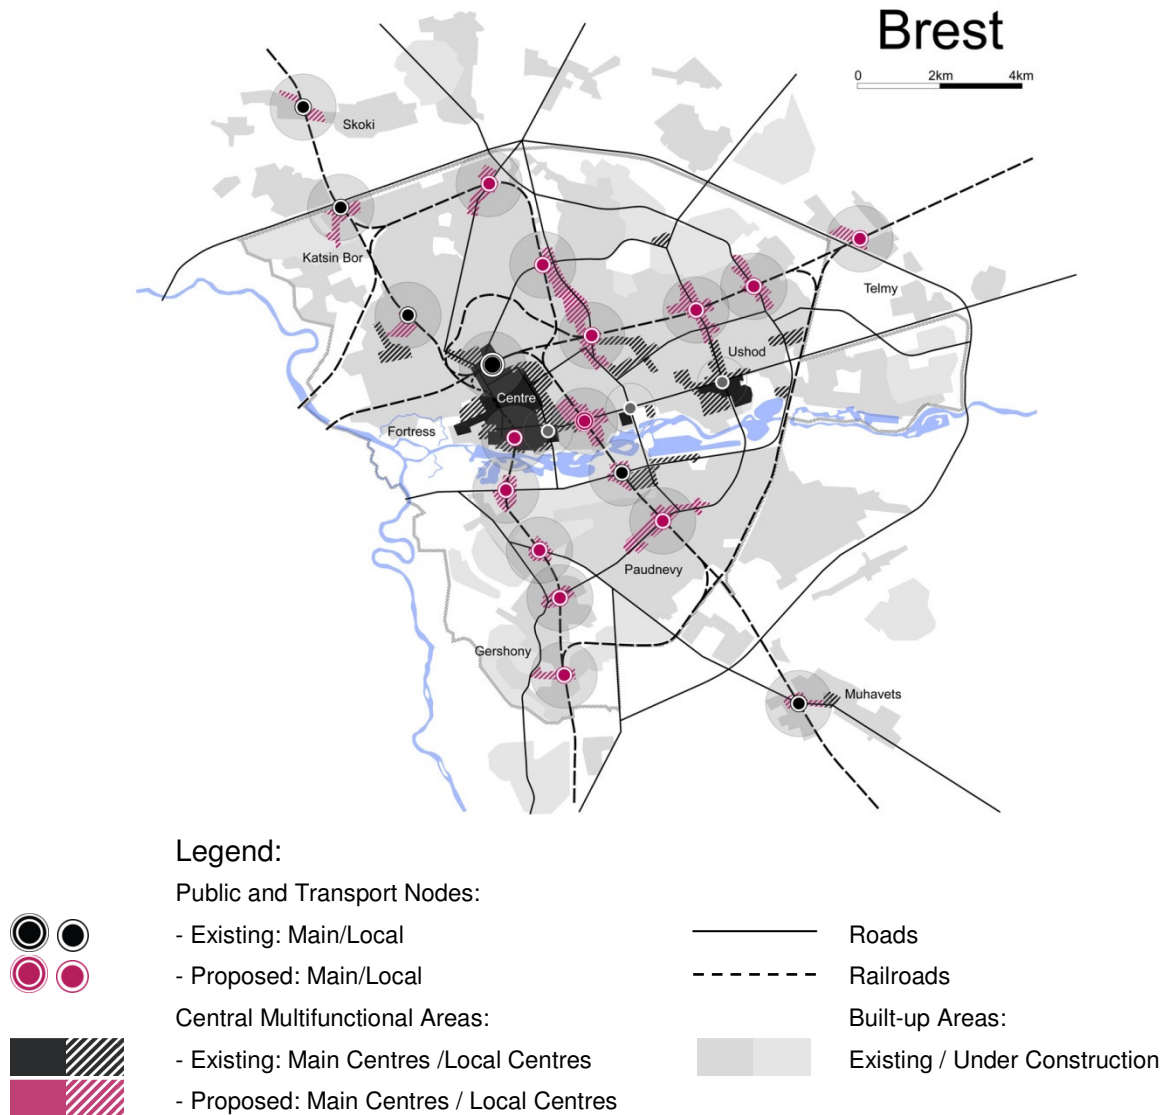 Brest
0 2km 4km
Skoki
Katsin Bor
Telmy
Ushod
Centre
Fortress
Paudnevy
Gershony
Muhavets
Legend:
Public and Transport Nodes:
- Existing: Main/Local
Roads
- Proposed: Main/Local
Railroads
Central Multifunctional Areas:
Built-up Areas:
- Existing: Main Centres /Local Centres
Existing / Under Construction
- Proposed: Main Centres / Local Centres